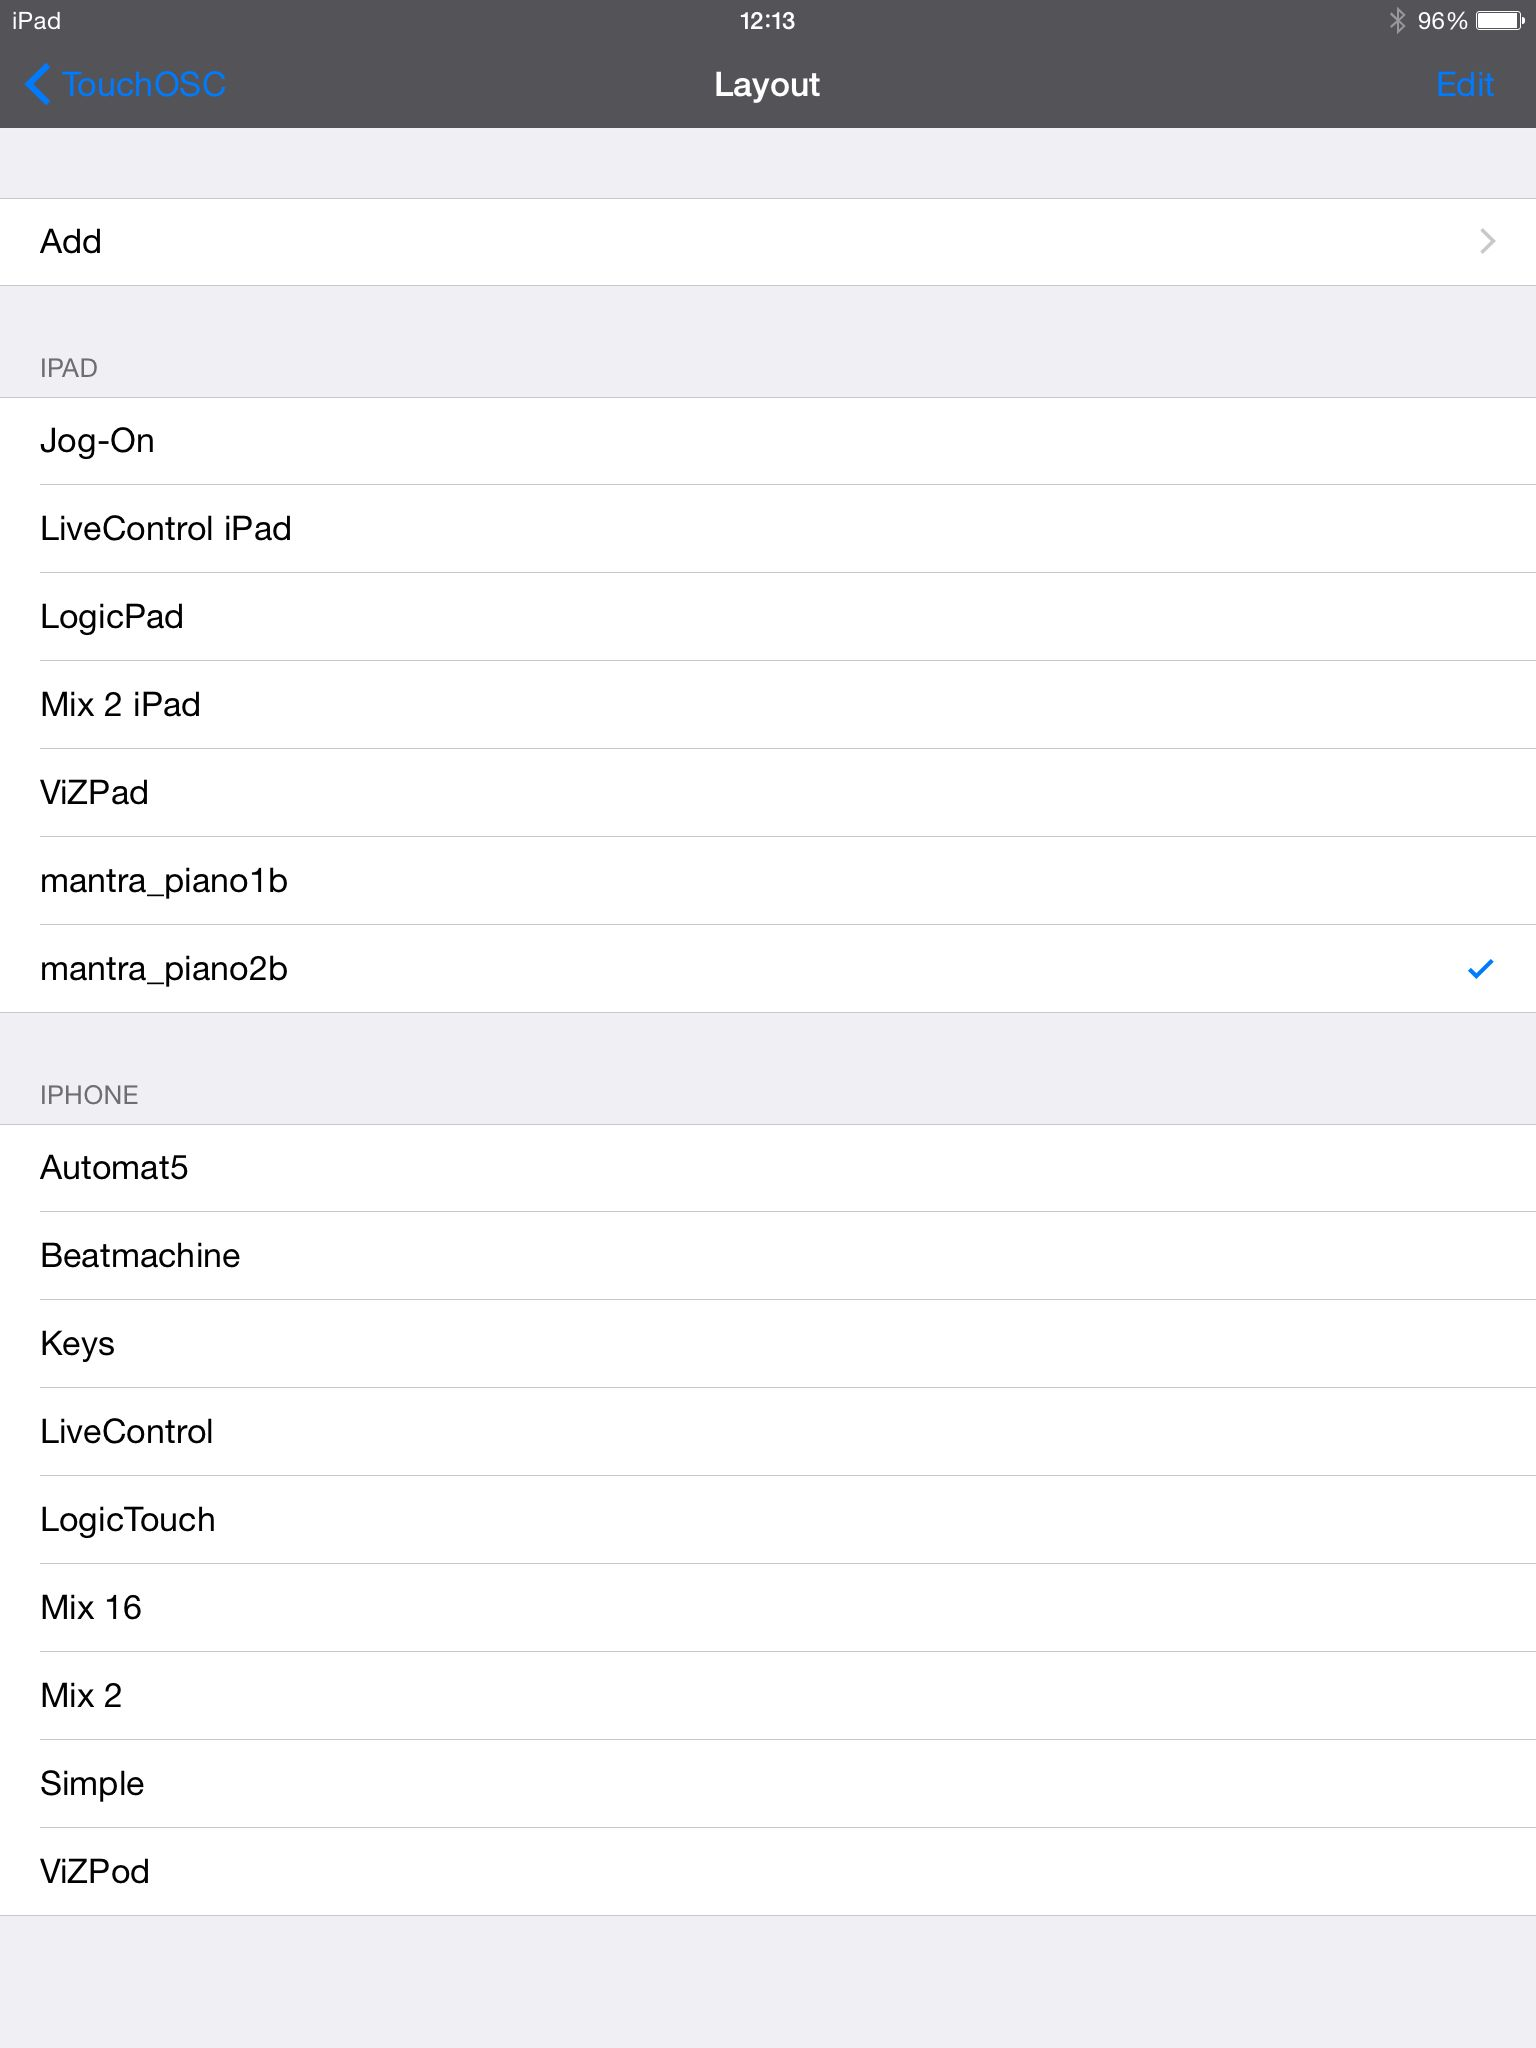 iPad 12:13 96%
TouchOSC Layout Edit
Add
IPAD
Jog-On
LiveControl iPad
LogicPad
Mix 2 iPad
ViZPad
mantra_piano1b
mantra_piano2b
IPHONE
Automat5
Beatmachine
Keys
LiveControl
LogicTouch
Mix 16
Mix 2
Simple
ViZPod